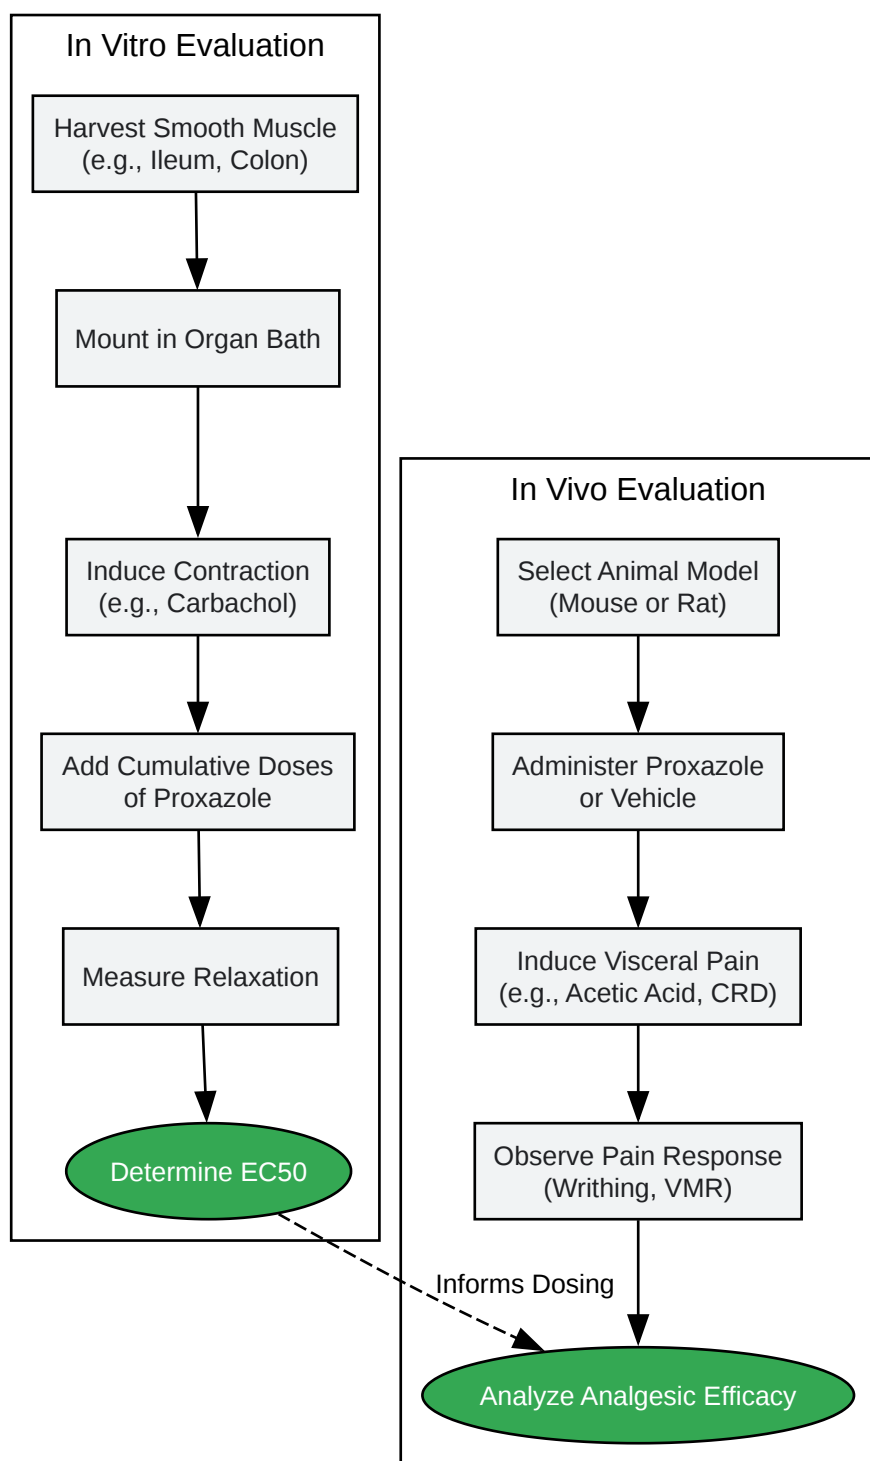 In Vitro Evaluation
Harvest Smooth Muscle
(e.g., Ileum, Colon)
Mount in Organ Bath
Induce Contraction
(e.g., Carbachol)
Add Cumulative Doses
of Proxazole
Measure Relaxation
Determine EC50
Informs Dosing
In Vivo Evaluation
Select Animal Model
(Mouse or Rat)
Administer Proxazole
or Vehicle
Induce Visceral Pain
(e.g., Acetic Acid, CRD)
Observe Pain Response
(Writhing, VMR)
Analyze Analgesic Efficacy